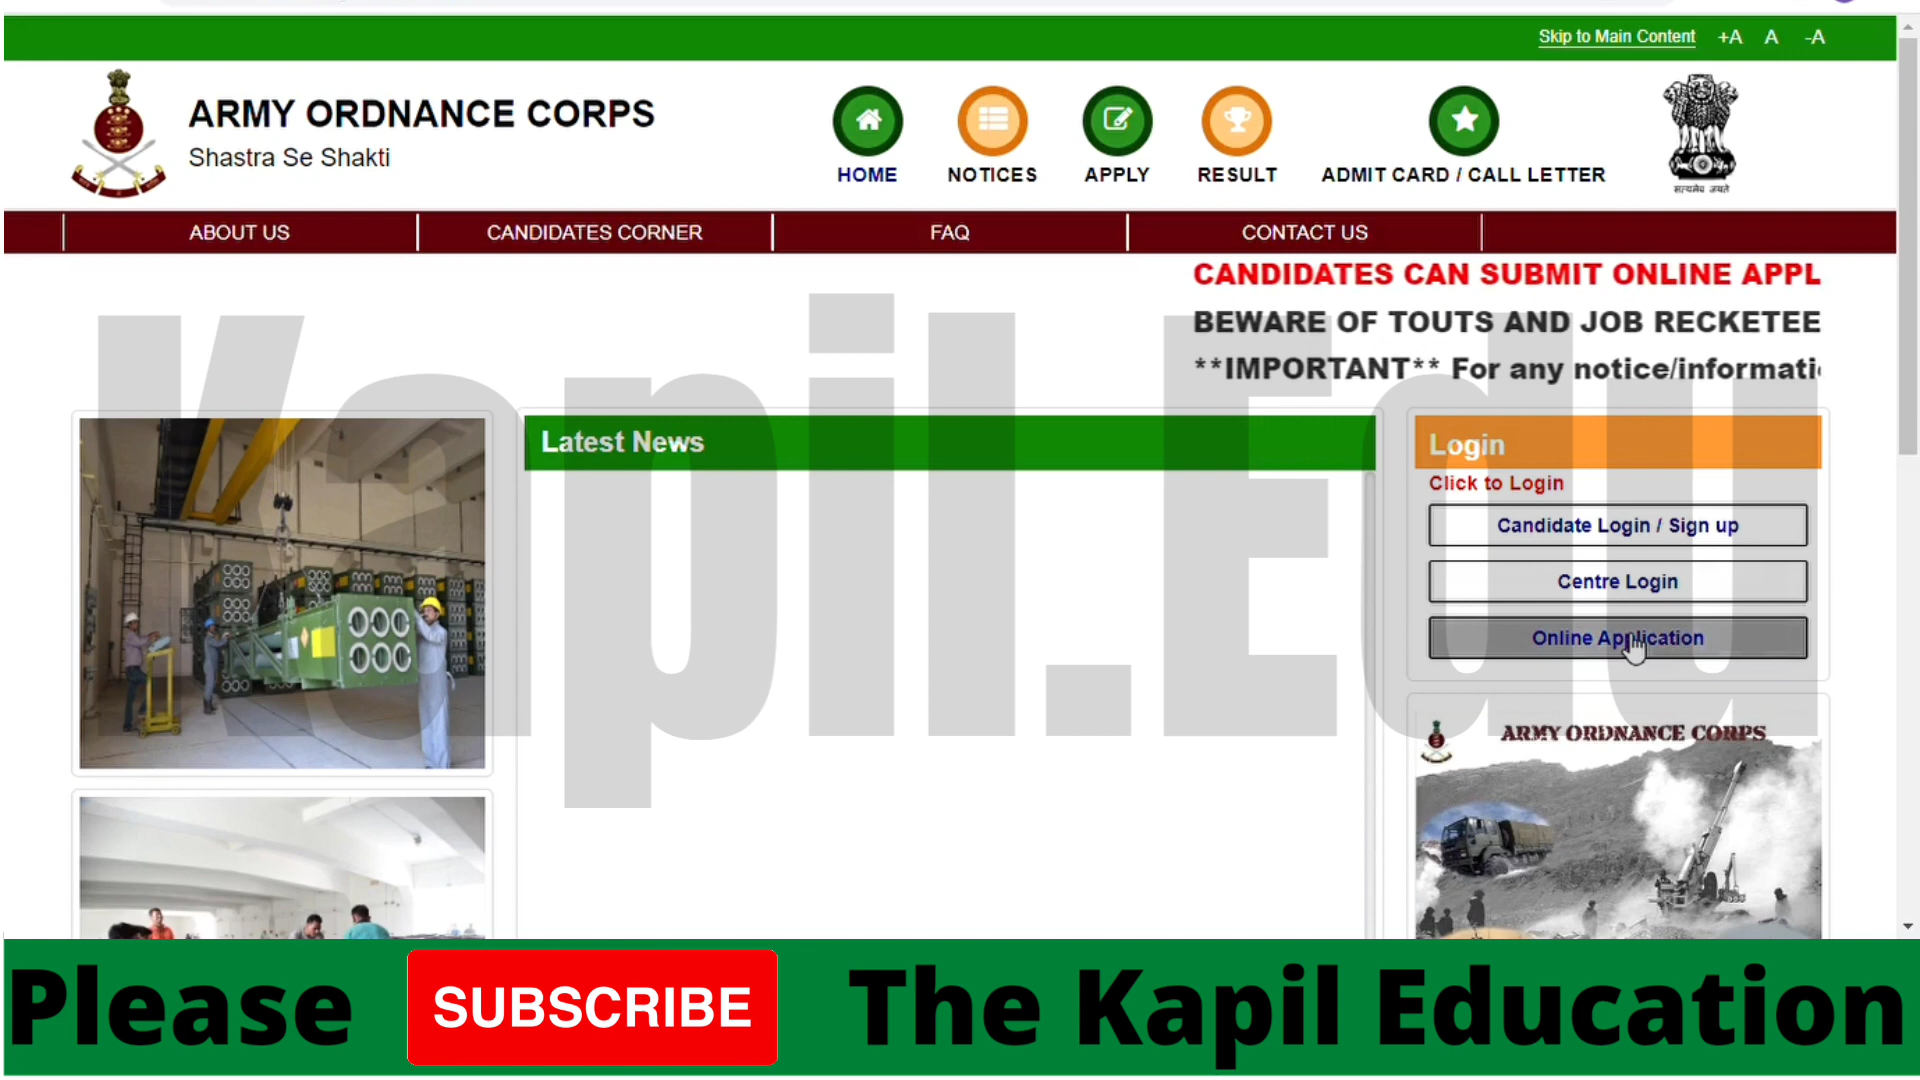 Skip to Main Content +A A -A
ARMY ORDNANCE CORPS
Shastra Se Shakti
HOME NOTICES APPLY RESULT ADMIT CARD / CALL LETTER
सत्यमेव जयते
ABOUT US CANDIDATES CORNER FAQ CONTACT US
CANDIDATES CAN SUBMIT ONLINE APPL
BEWARE OF TOUTS AND JOB RECKETEE
**IMPORTANT** For any notice/informati
Kapil.Edu
Latest News
Login
Click to Login
Candidate Login / Sign up
Centre Login
Online Application
ARMY ORDNANCE CORPS
Please SUBSCRIBE The Kapil Education